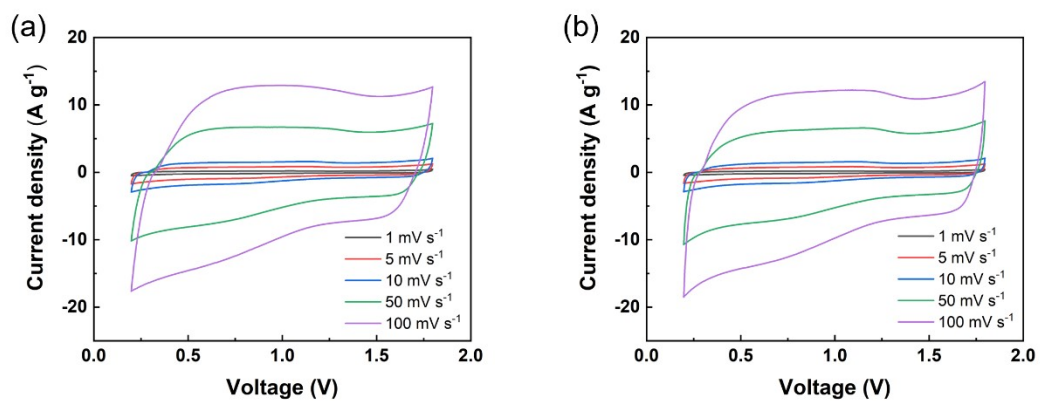 (a)
20
10
0
-10
-20
Current density (A g⁻¹)
1 mV s⁻¹
5 mV s⁻¹
10 mV s⁻¹
50 mV s⁻¹
100 mV s⁻¹
0.0 0.5 1.0 1.5 2.0
Voltage (V)
(b)
20
10
0
-10
-20
Current density (A g⁻¹)
1 mV s⁻¹
5 mV s⁻¹
10 mV s⁻¹
50 mV s⁻¹
100 mV s⁻¹
0.0 0.5 1.0 1.5 2.0
Voltage (V)